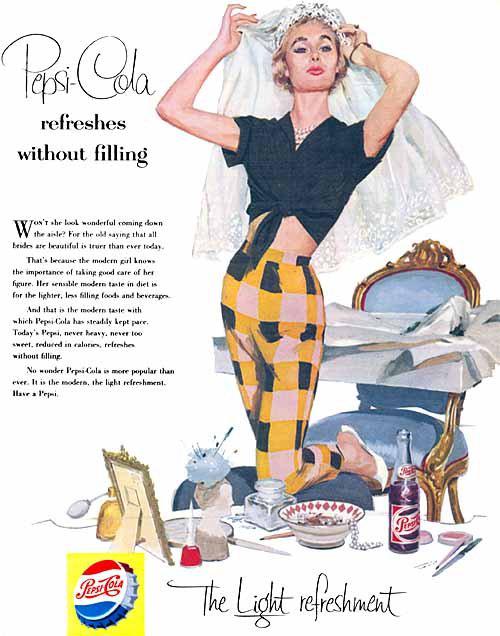 Pepsi-Cola
refreshes
without filling
WON'T she look wonderful coming down
the aisle? For the old saying that all
brides are beautiful is truer than ever today.
That's because the modern girl knows
the importance of taking good care of her
figure. Her sensible modern taste in diet is
for the lighter, less filling foods and beverages.
And that is the modern taste with
which Pepsi-Cola has steadily kept pace.
Today's Pepsi, never heavy, never too
sweet, reduced in calories, refreshes
without filling.
No wonder Pepsi-Cola is more popular than
ever. It is the modern, the light refreshment.
Have a Pepsi.
Pepsi
PEPSI-COLA
The Light refreshment